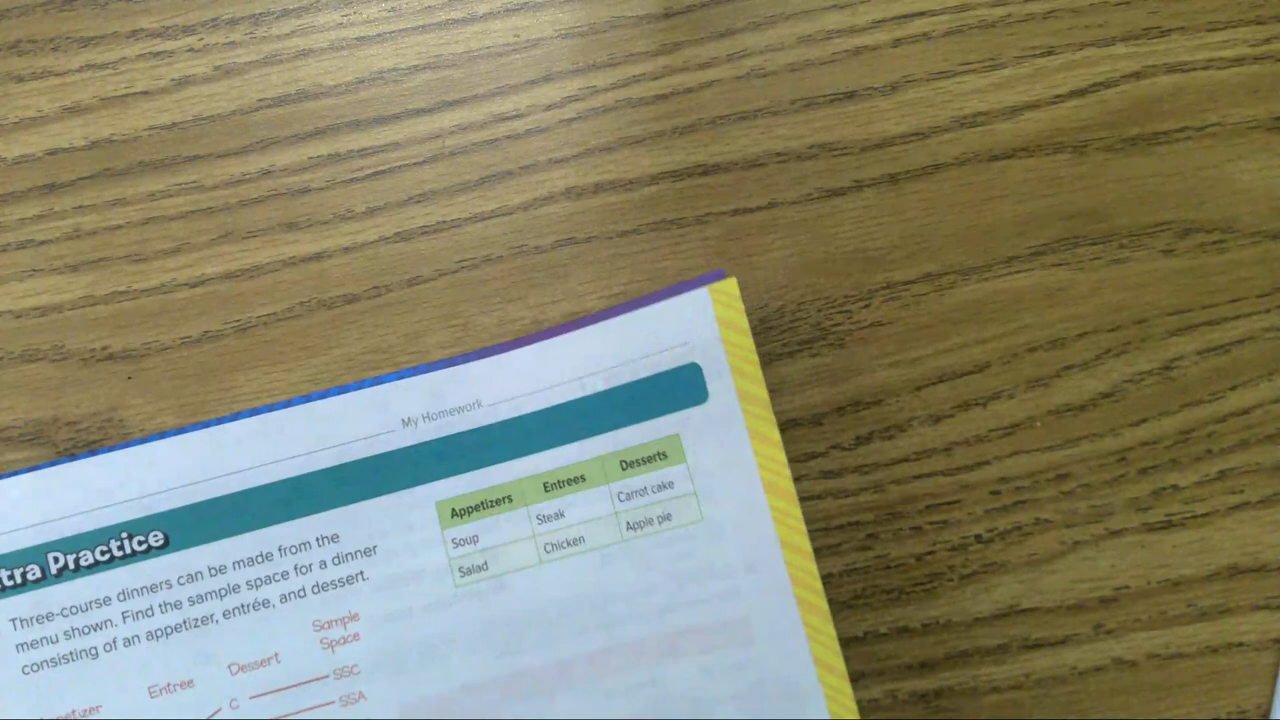 My Homework
tra Practice
Three-course dinners can be made from the
menu shown. Find the sample space for a dinner
consisting of an appetizer, entrée, and dessert.
Appetizers Entrees Desserts
Soup Steak Carrot cake
Salad Chicken Apple pie
petizer Entree Dessert Sample
Space
C SSC
SSA